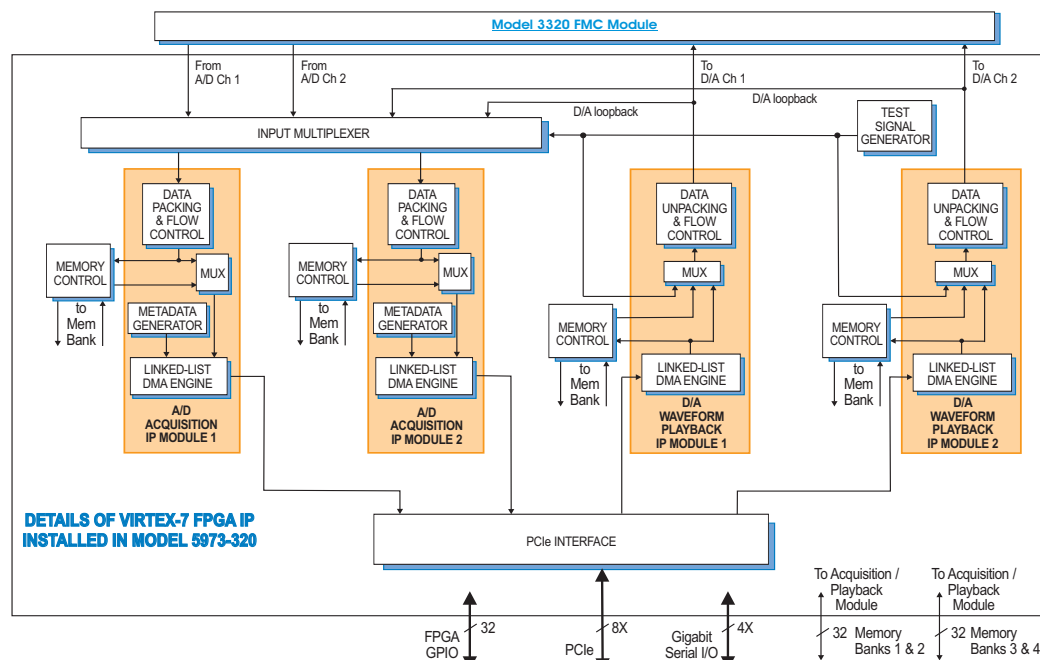 Model 3320 FMC Module
From
A/D Ch 1
From
A/D Ch 2
To
D/A Ch 1
To
D/A Ch 2
D/A loopback
D/A loopback
INPUT MULTIPLEXER
TEST
SIGNAL
GENERATOR
DATA
PACKING
& FLOW
CONTROL
MEMORY
CONTROL
MUX
to
Mem
Bank
METADATA
GENERATOR
LINKED-LIST
DMA ENGINE
A/D
ACQUISITION
IP MODULE 1
DATA
PACKING
& FLOW
CONTROL
MEMORY
CONTROL
MUX
to
Mem
Bank
METADATA
GENERATOR
LINKED-LIST
DMA ENGINE
A/D
ACQUISITION
IP MODULE 2
DATA
UNPACKING
& FLOW
CONTROL
MUX
MEMORY
CONTROL
to
Mem
Bank
LINKED-LIST
DMA ENGINE
D/A
WAVEFORM
PLAYBACK
IP MODULE 1
DATA
UNPACKING
& FLOW
CONTROL
MUX
MEMORY
CONTROL
to
Mem
Bank
LINKED-LIST
DMA ENGINE
D/A
WAVEFORM
PLAYBACK
IP MODULE 2
DETAILS OF VIRTEX-7 FPGA IP
INSTALLED IN MODEL 5973-320
PCIe INTERFACE
FPGA
GPIO
32
PCIe
8X
Gigabit
Serial I/O
4X
To Acquisition /
Playback
Module
32 Memory
Banks 1 & 2
To Acquisition /
Playback
Module
32 Memory
Banks 3 & 4